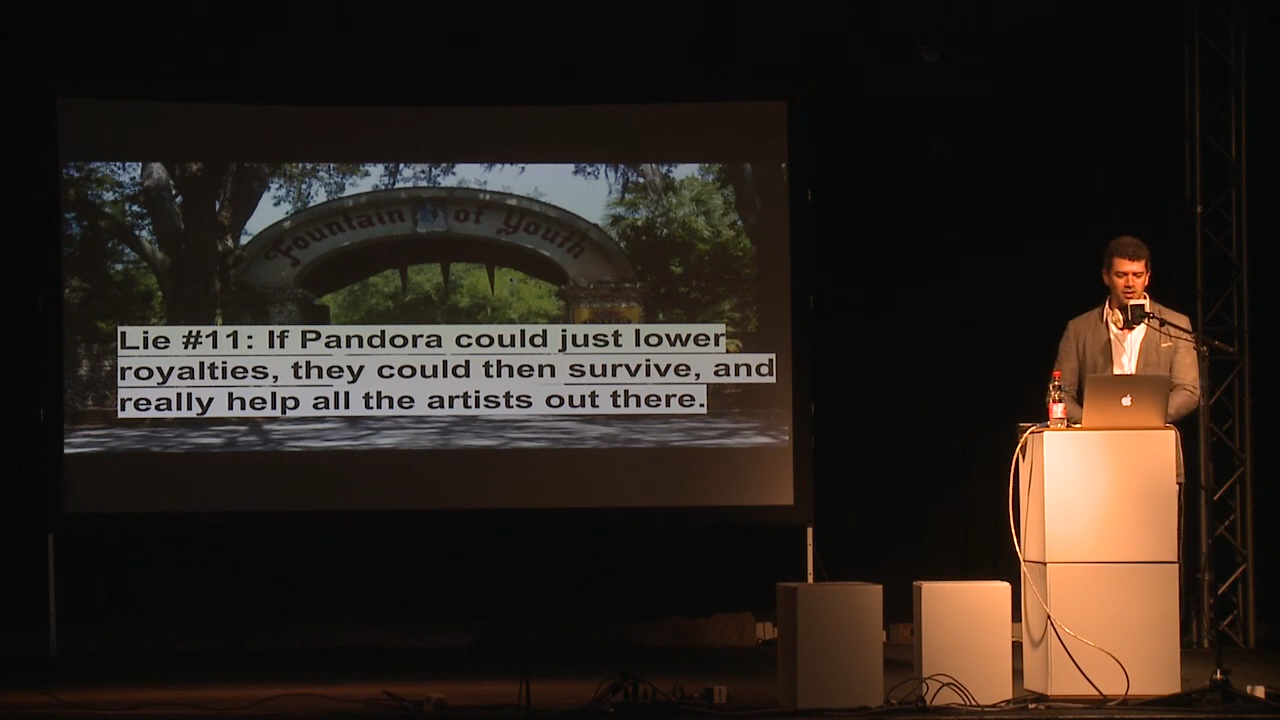 Fountain of Youth
Lie #11: If Pandora could just lower
royalties, they could then survive, and
really help all the artists out there.